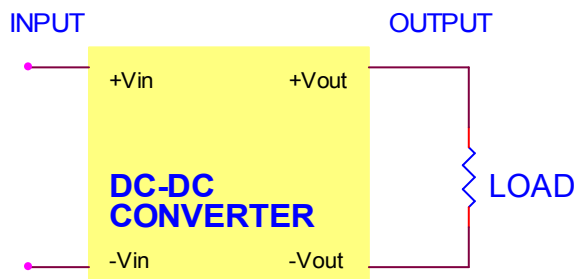 INPUT
OUTPUT
+Vin
+Vout
DC-DC
CONVERTER
LOAD
-Vin
-Vout